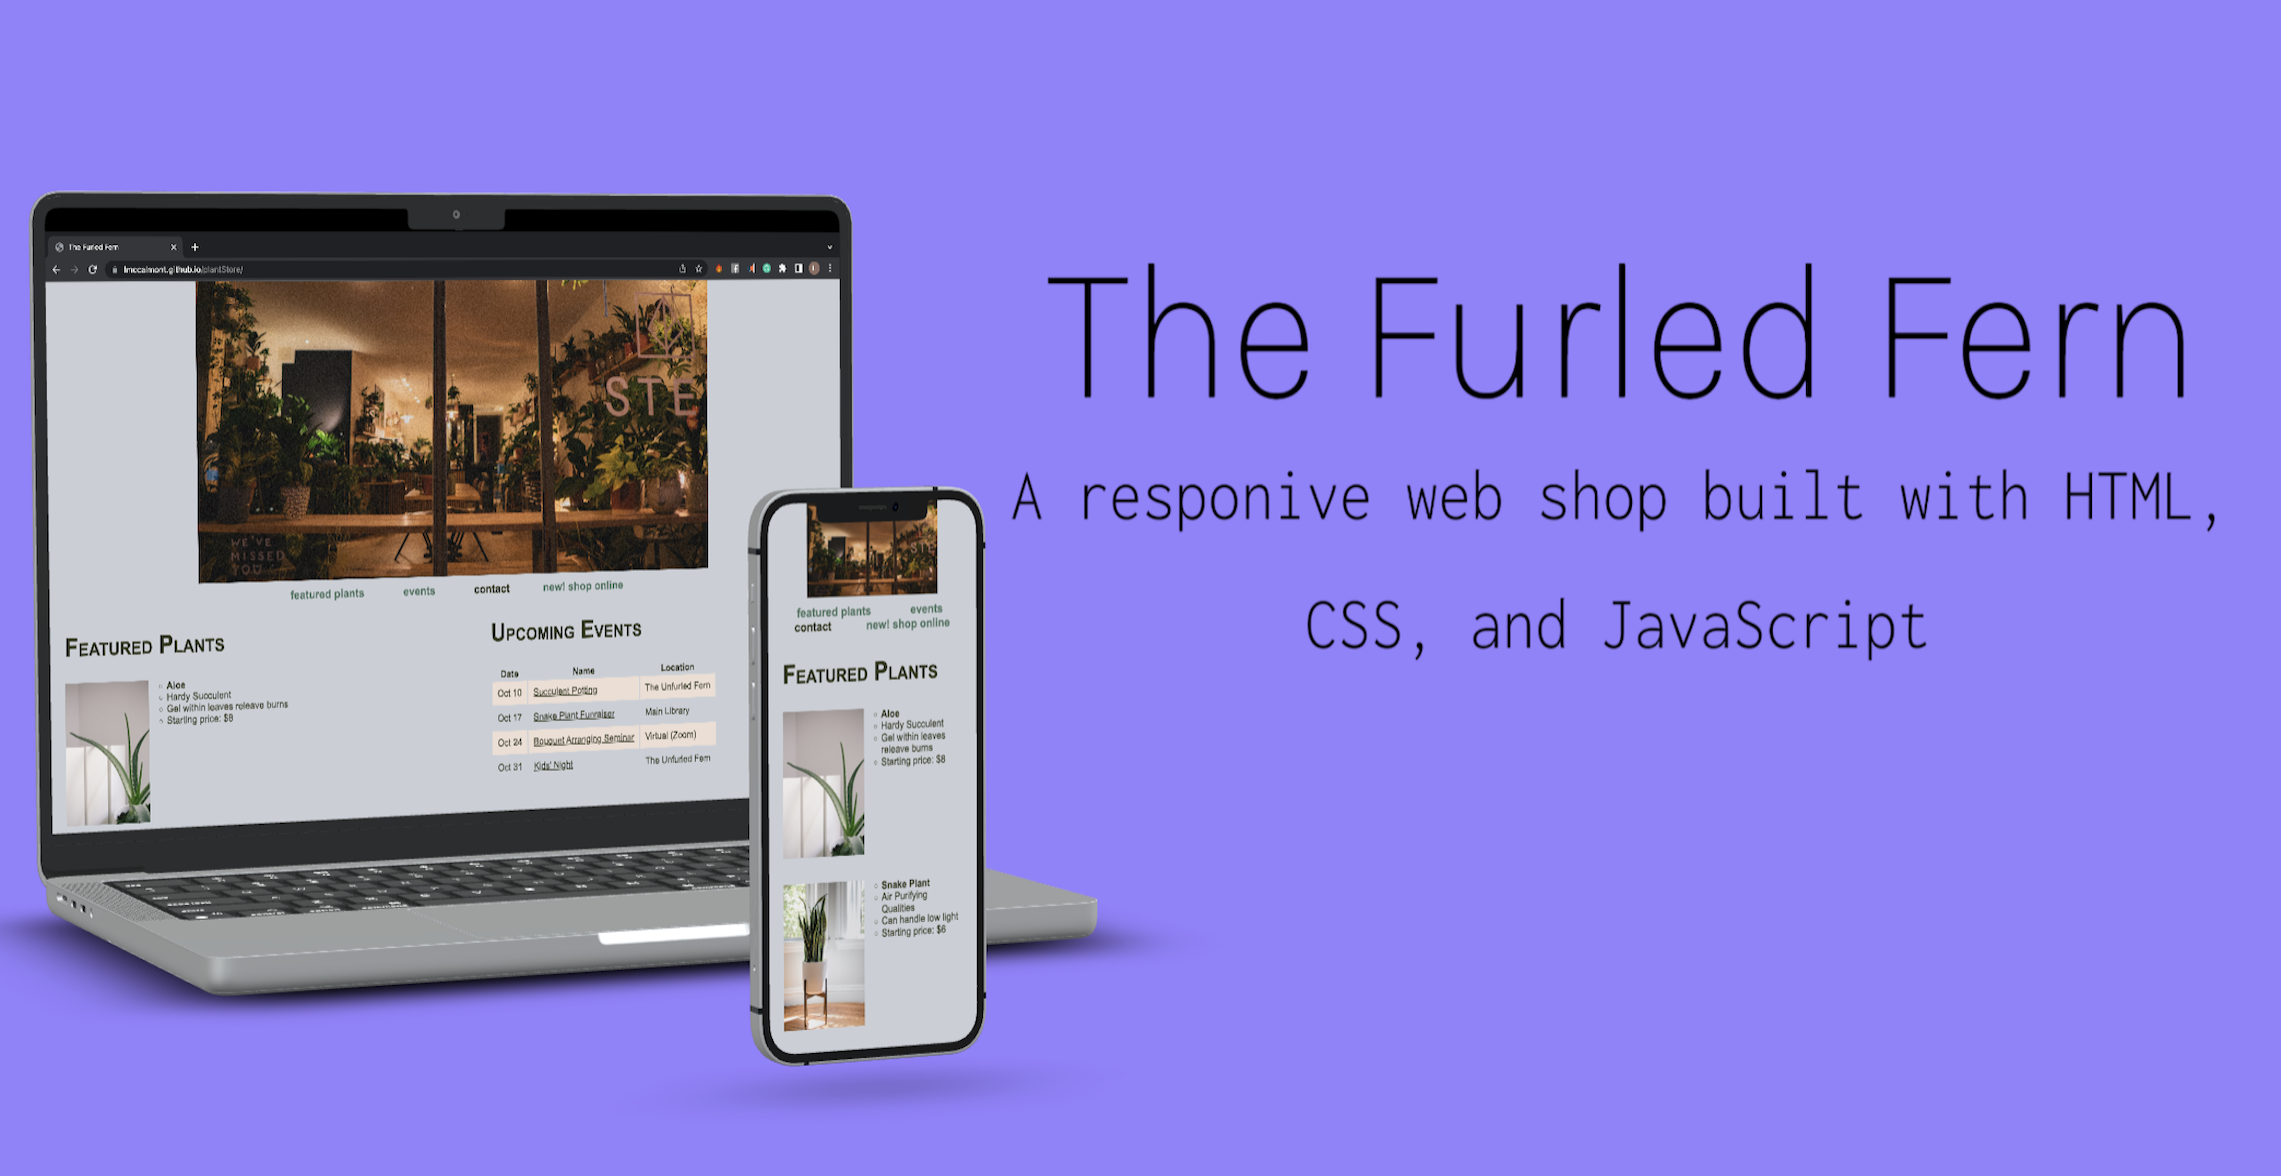 The Furled Fern
lmccalmont.github.io/plantStore/
STE
WE'VE
MISSED
YOU
featured plants events contact new! shop online
FEATURED PLANTS
Aloe
Hardy Succulent
Gel within leaves releave burns
Starting price: $8
UPCOMING EVENTS
Date Name Location
Oct 10 Succulent Potting The Unfurled Fern
Oct 17 Snake Plant Funraiser Main Library
Oct 24 Bouquet Arranging Seminar Virtual (Zoom)
Oct 31 Kids' Night The Unfurled Fern
STE
featured plants events
contact new! shop online
FEATURED PLANTS
Aloe
Hardy Succulent
Gel within leaves
releave burns
Starting price: $8
Snake Plant
Air Purifying
Qualities
Can handle low light
Starting price: $6
The Furled Fern
A responive web shop built with HTML,
CSS, and JavaScript